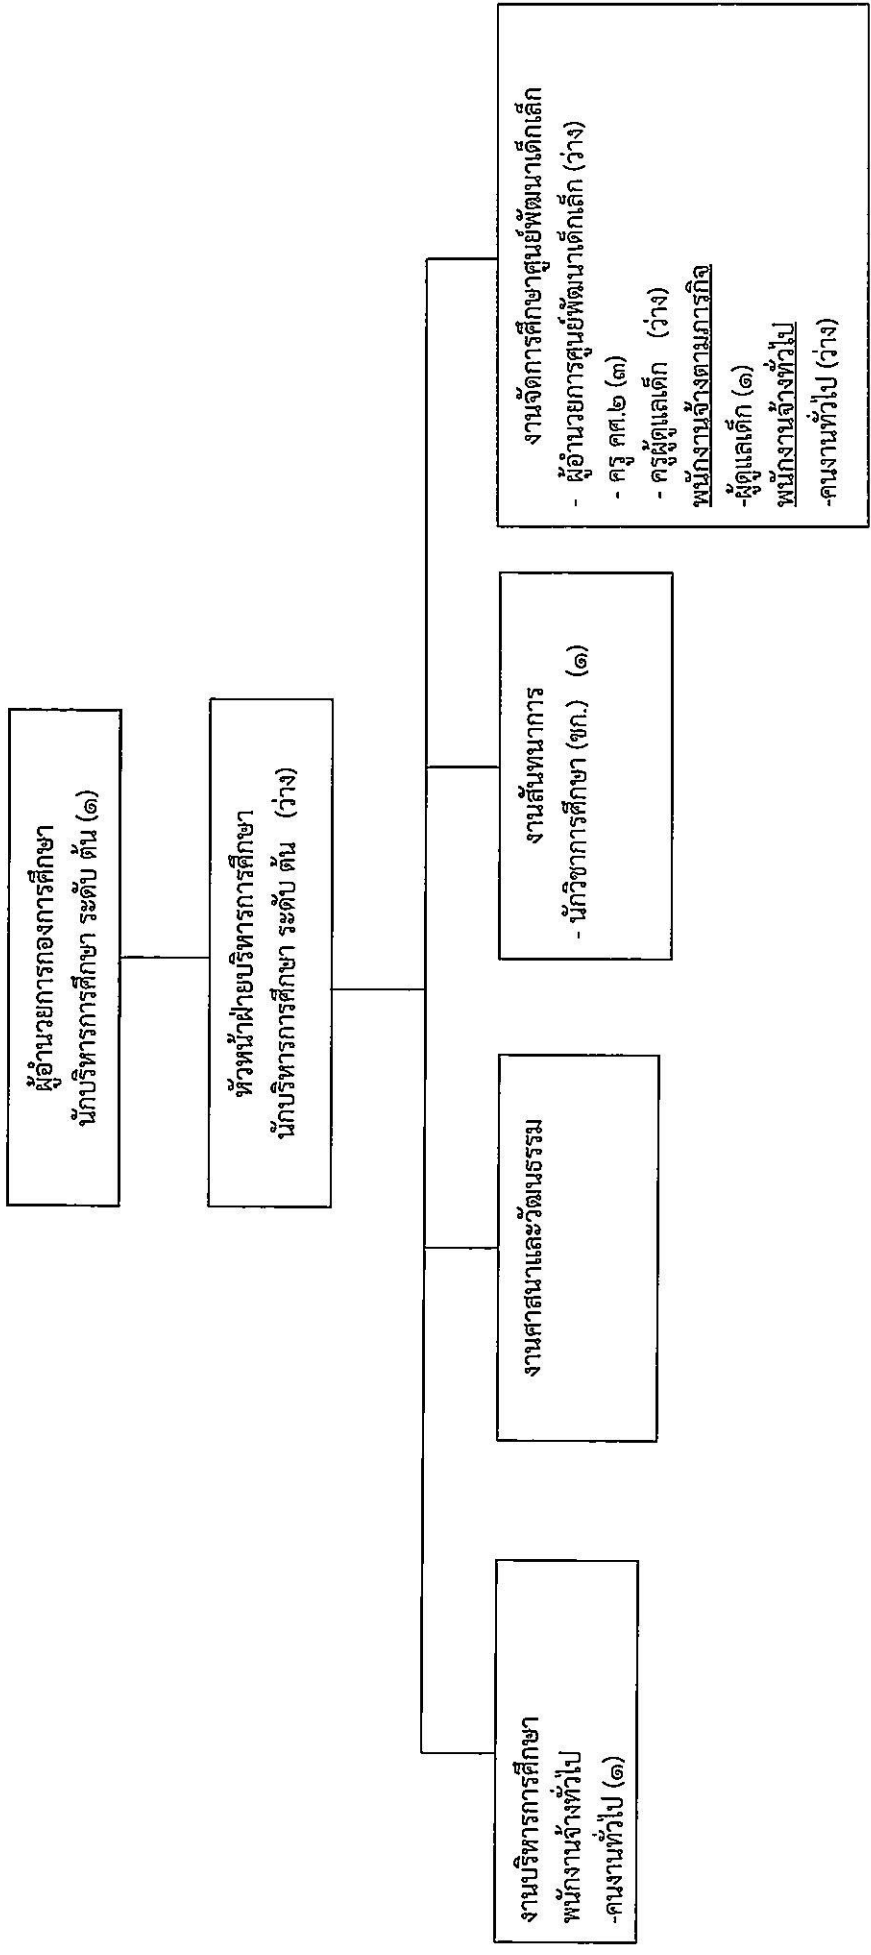 ผู้อำนวยการกองการศึกษา
นักบริหารการศึกษา ระดับ ต้น (๑)
หัวหน้าฝ่ายบริหารการศึกษา
นักบริหารการศึกษา ระดับ ต้น (ว่าง)
งานบริหารการศึกษา
พนักงานจ้างทั่วไป
-คนงานทั่วไป (๑)
งานศาสนาและวัฒนธรรม
งานสันทนาการ
- นักวิชาการศึกษา (ชก.) (๑)
งานจัดการศึกษาศูนย์พัฒนาเด็กเล็ก
- ผู้อำนวยการศูนย์พัฒนาเด็กเล็ก (ว่าง)
- ครู คศ.๒ (๓)
- ครูผู้ดูแลเด็ก (ว่าง)
พนักงานจ้างตามภารกิจ
-ผู้ดูแลเด็ก (๑)
พนักงานจ้างทั่วไป
-คนงานทั่วไป (ว่าง)